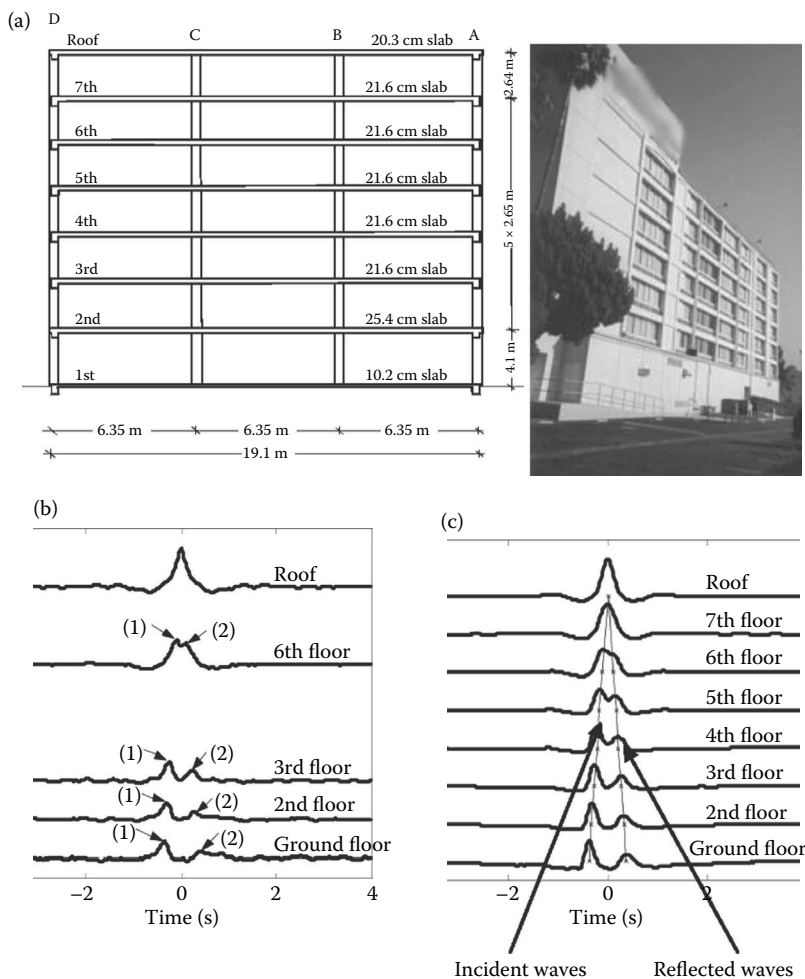 (a)
D
Roof
C
B
20.3 cm slab
A
7th
21.6 cm slab
6th
21.6 cm slab
5th
21.6 cm slab
4th
21.6 cm slab
3rd
21.6 cm slab
2nd
25.4 cm slab
1st
10.2 cm slab
2.64 m
5 × 2.65 m
4.1 m
6.35 m
6.35 m
6.35 m
19.1 m
(b)
Roof
(1)
(2)
6th floor
(1)
(2)
3rd floor
(1)
(2)
2nd floor
(1)
(2)
Ground floor
−2
0
2
4
Time (s)
(c)
Roof
7th floor
6th floor
5th floor
4th floor
3rd floor
2nd floor
Ground floor
−2
0
2
Time (s)
Incident waves
Reflected waves